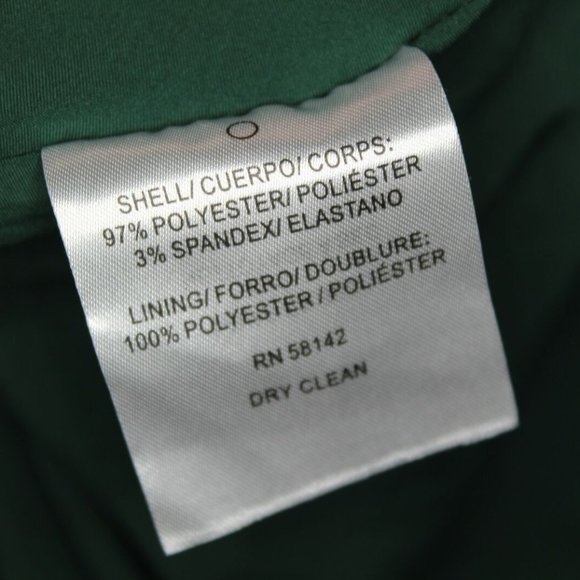 SHELL/ CUERPO/ CORPS:
97% POLYESTER/ POLIÉSTER
3% SPANDEX/ ELASTANO
LINING/ FORRO/ DOUBLURE:
100% POLYESTER / POLIÉSTER
RN 58142
DRY CLEAN